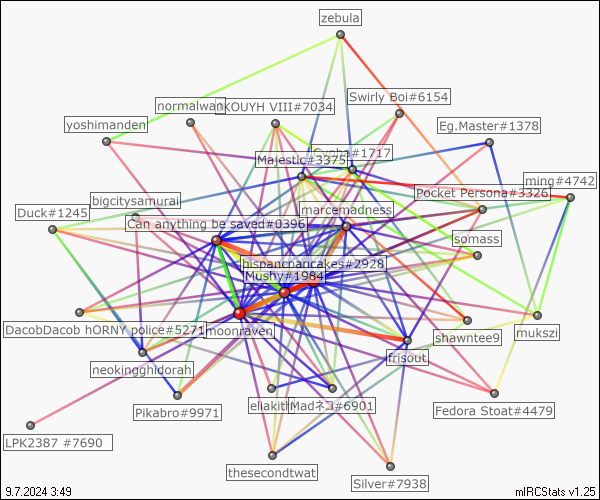 zebula
Swirly Boi#6154
normalwan
KOUYH VIII#7034
yoshimanden
Eg.Master#1378
#1717
Majestic#3375
ming#4742
Pocket Persona#3326
bigcitysamurai
Duck#1245
marcemadness
Can anything be saved#0396
somass
hispanicpancakes#2928
Mushy#1984
DacobDacob hORNY police#5271
moonraven
shawntee9
mukszi
neokingghidorah
frisout
eliakith
Madネコ#6901
Pikabro#9971
Fedora Stoat#4479
LPK2387 #7690
thesecondtwat
Silver#7938
9.7.2024 3:49
mIRCStats v1.25